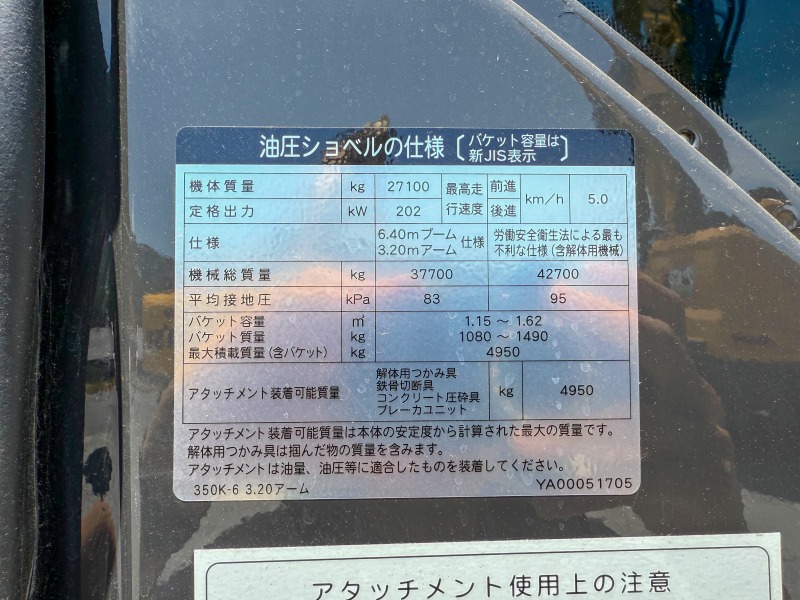 油圧ショベルの仕様〔バケット容量は新JIS表示〕
機体質量 kg 27100 最高走行速度 前進 後進 km/h 5.0
定格出力 kW 202
仕様 6.40mブーム 3.20mアーム 仕様 労働安全衛生法による最も不利な仕様(含解体用機械)
機械総質量 kg 37700 42700
平均接地圧 kPa 83 95
バケット容量 ㎥ 1.15 ~ 1.62
バケット質量 kg 1080 ~ 1490
最大積載質量(含バケット) kg 4950
アタッチメント装着可能質量 解体用つかみ具 鉄骨切断具 コンクリート圧砕具 ブレーカユニット kg 4950
アタッチメント装着可能質量は本体の安定度から計算された最大の質量です。
解体用つかみ具は掴んだ物の質量を含みます。
アタッチメントは油量、油圧等に適合したものを装着してください。
350K-6 3.20アーム YA00051705
アタッチメント使用上の注意